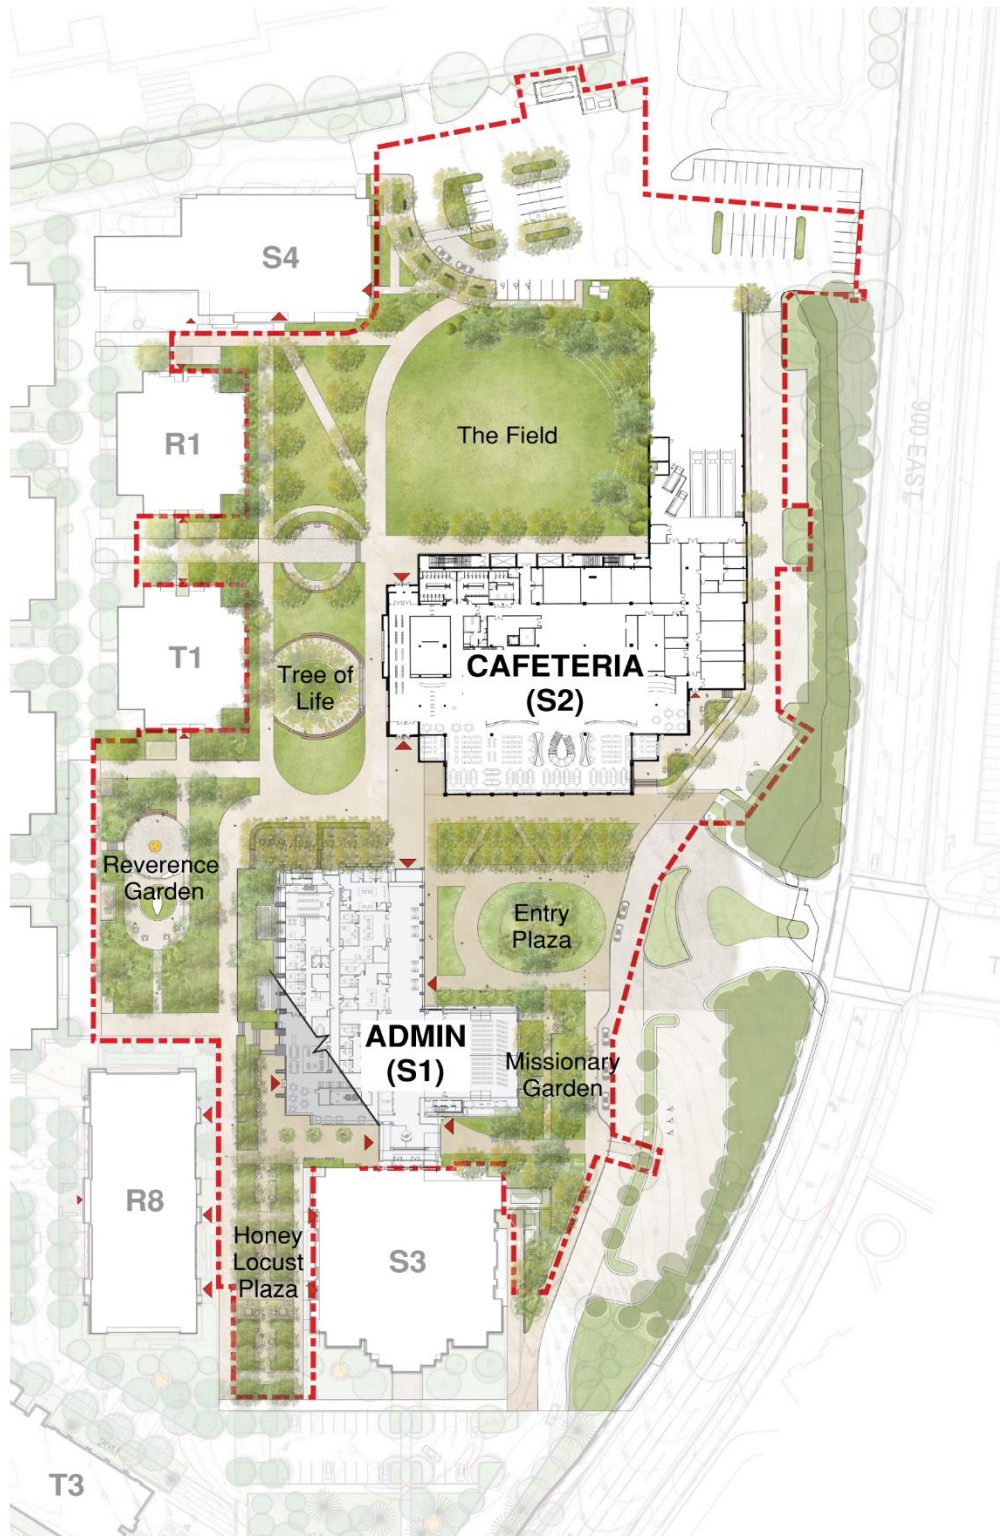 S4
The Field
R1
900 EAST
CAFETERIA
(S2)
T1
Tree of
Life
Reverence
Garden
Entry
Plaza
ADMIN
(S1)
Missionary
Garden
R8
Honey
Locust
Plaza
S3
20M
T3